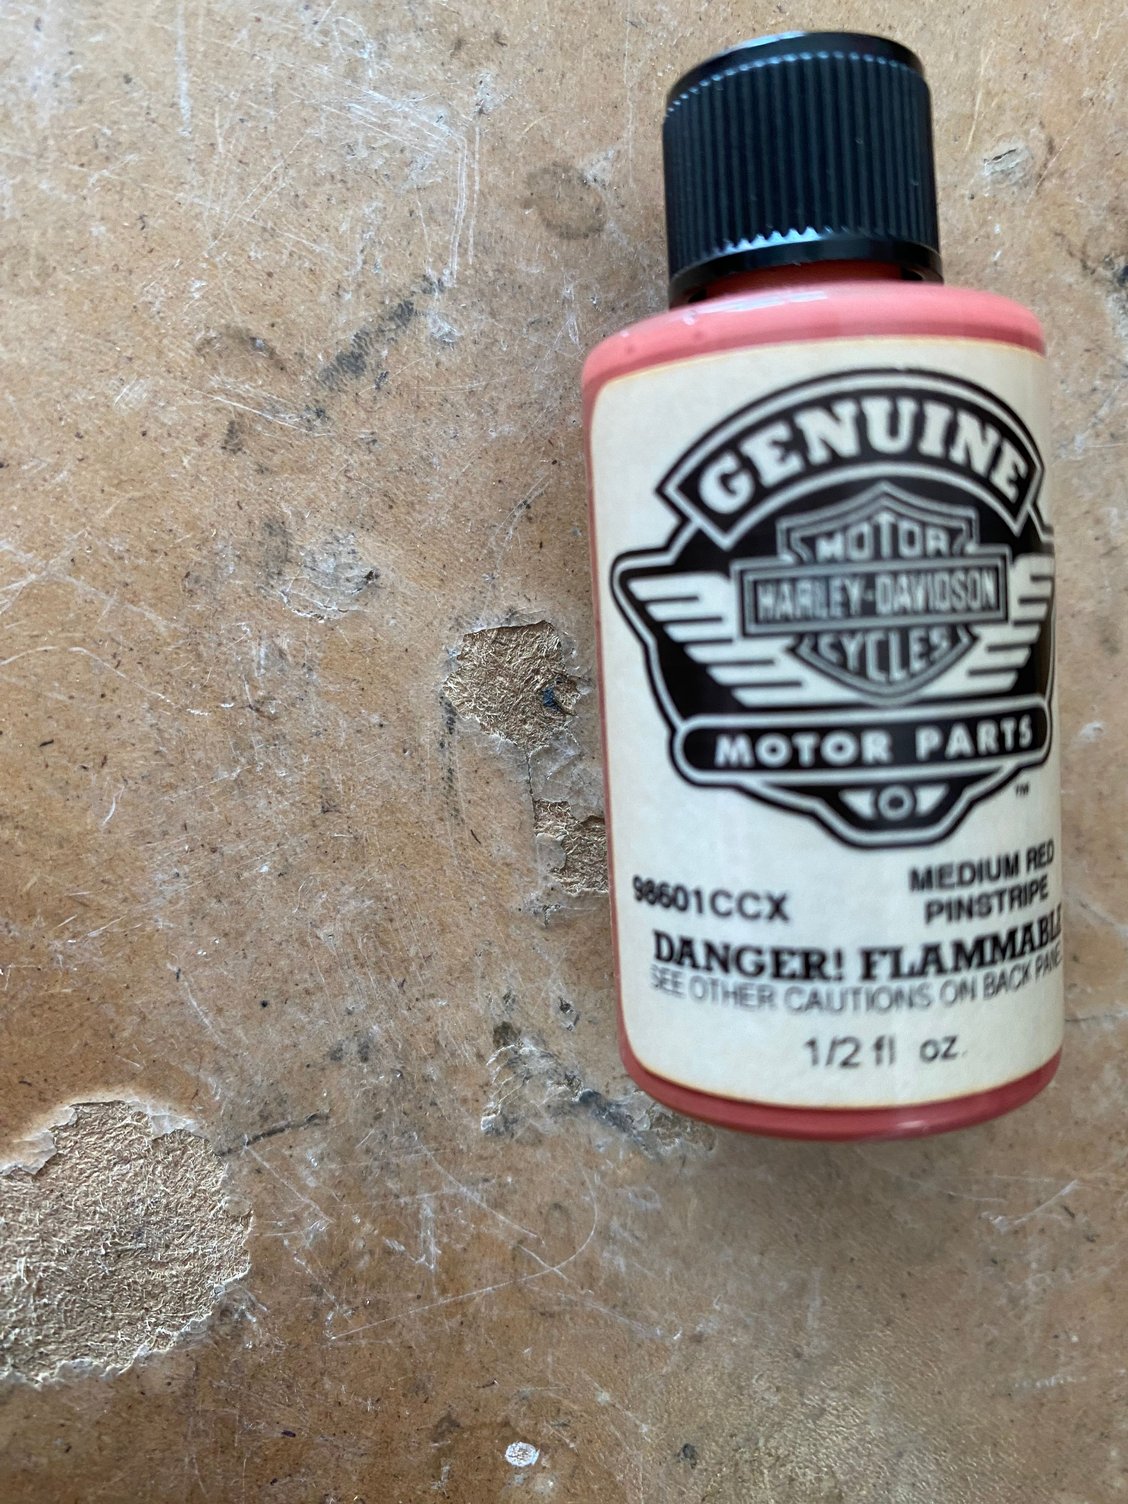 GENUINE
MOTOR
HARLEY-DAVIDSON
CYCLES
MOTOR PARTS
TM
98601CCX
MEDIUM RED
PINSTRIPE
DANGER! FLAMMABLE
SEE OTHER CAUTIONS ON BACK PANE
1/2 fl oz.